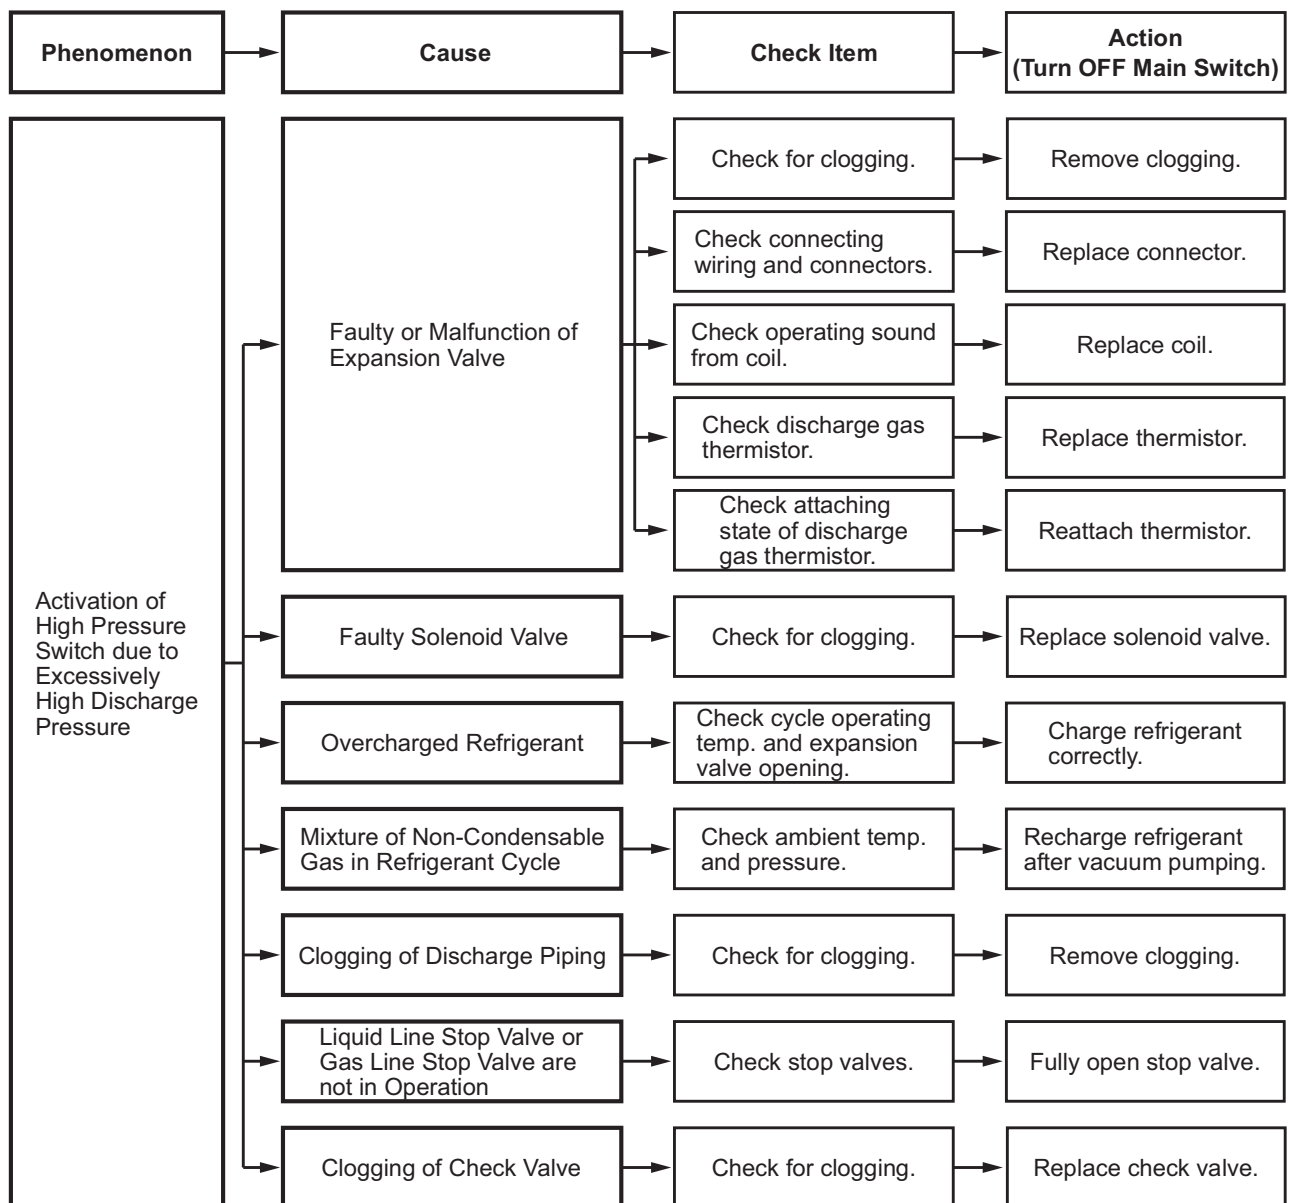 Phenomenon
Cause
Check Item
Action
(Turn OFF Main Switch)
Activation of
High Pressure
Switch due to
Excessively
High Discharge
Pressure
Faulty or Malfunction of
Expansion Valve
Check for clogging.
Remove clogging.
Check connecting
wiring and connectors.
Replace connector.
Check operating sound
from coil.
Replace coil.
Check discharge gas
thermistor.
Replace thermistor.
Check attaching
state of discharge
gas thermistor.
Reattach thermistor.
Faulty Solenoid Valve
Check for clogging.
Replace solenoid valve.
Overcharged Refrigerant
Check cycle operating
temp. and expansion
valve opening.
Charge refrigerant
correctly.
Mixture of Non-Condensable
Gas in Refrigerant Cycle
Check ambient temp.
and pressure.
Recharge refrigerant
after vacuum pumping.
Clogging of Discharge Piping
Check for clogging.
Remove clogging.
Liquid Line Stop Valve or
Gas Line Stop Valve are
not in Operation
Check stop valves.
Fully open stop valve.
Clogging of Check Valve
Check for clogging.
Replace check valve.